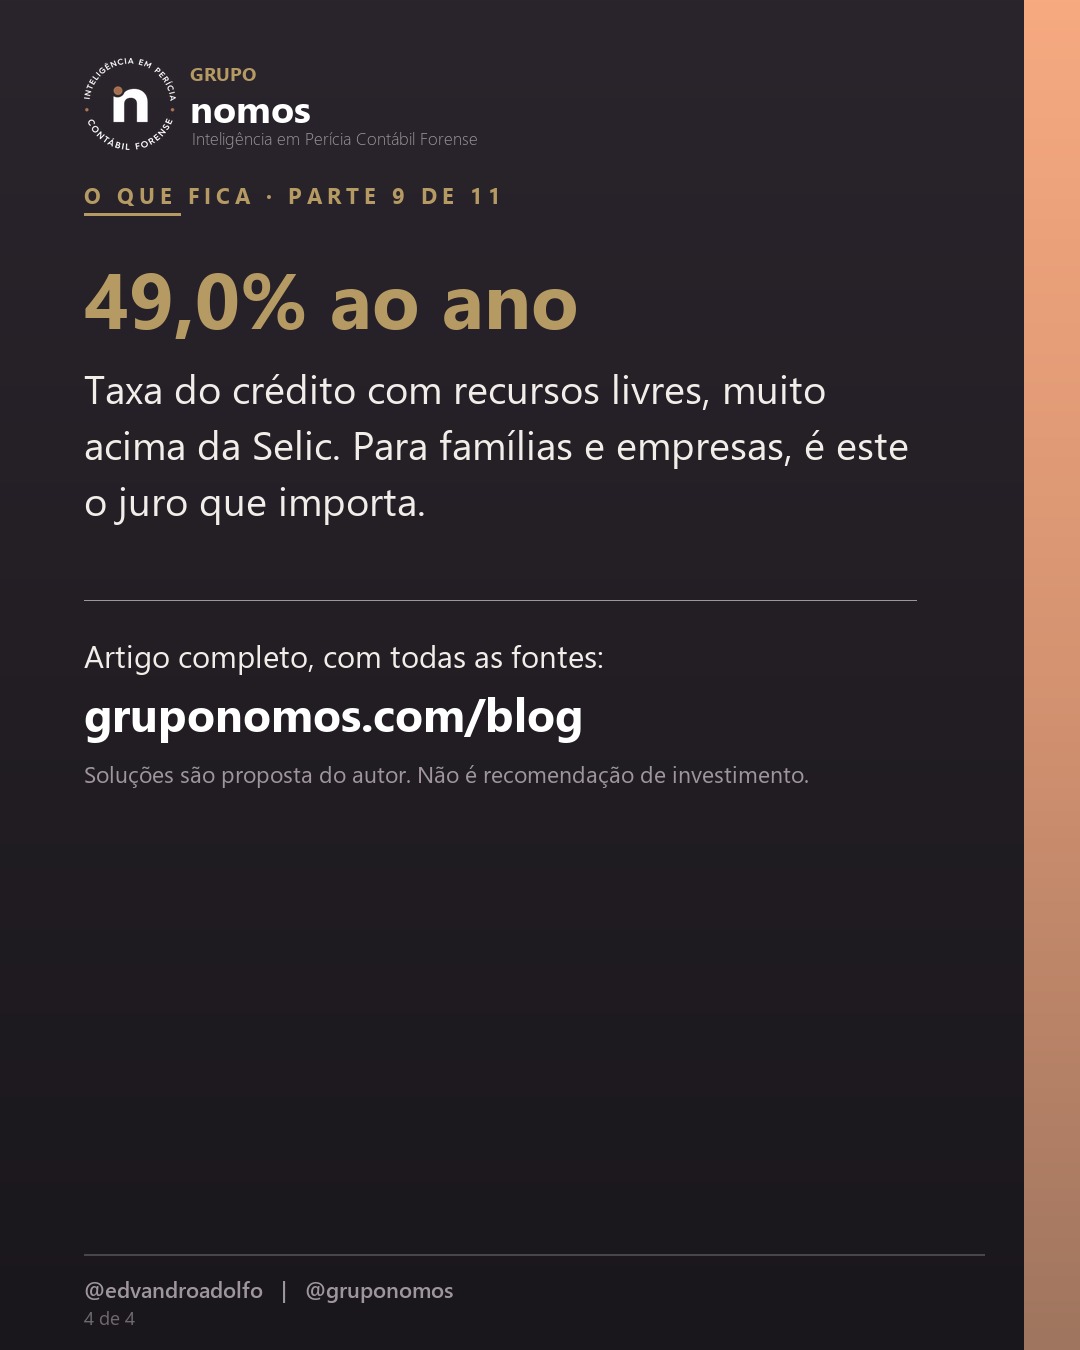 INTELIGÊNCIA EM PERÍCIA
CONTÁBIL FORENSE
n
GRUPO
nomos
Inteligência em Perícia Contábil Forense
O QUE FICA · PARTE 9 DE 11
49,0% ao ano
Taxa do crédito com recursos livres, muito
acima da Selic. Para famílias e empresas, é este
o juro que importa.
Artigo completo, com todas as fontes:
gruponomos.com/blog
Soluções são proposta do autor. Não é recomendação de investimento.
@edvandroadolfo | @gruponomos
4 de 4